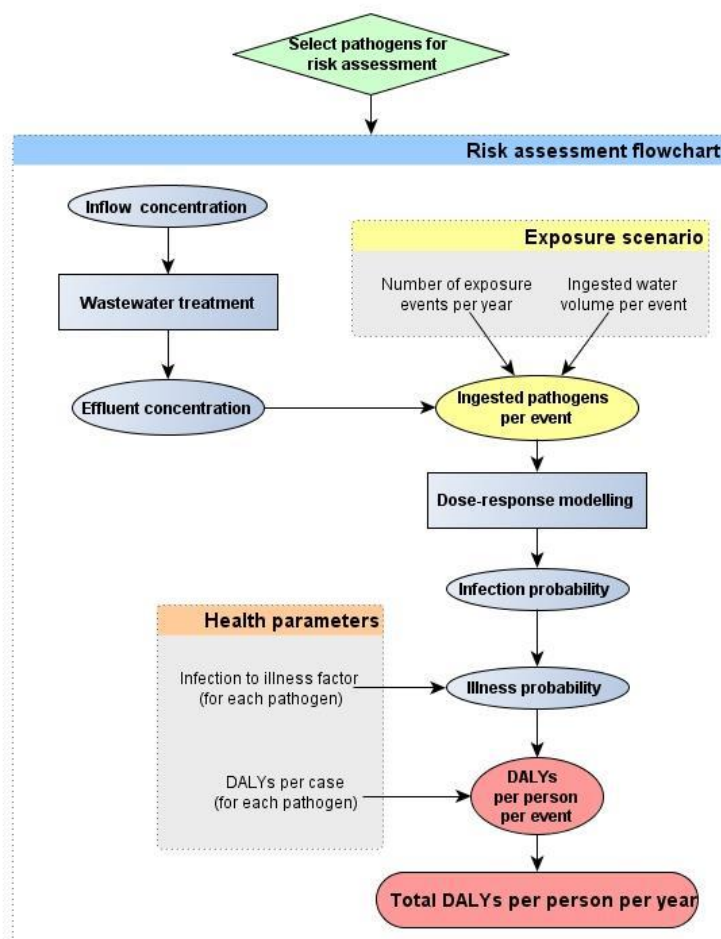 Select pathogens for
risk assessment
Risk assessment flowchart
Inflow concentration
Exposure scenario
Number of exposure
events per year
Ingested water
volume per event
Wastewater treatment
Effluent concentration
Ingested pathogens
per event
Dose-response modelling
Infection probability
Health parameters
Infection to illness factor
(for each pathogen)
Illness probability
DALYs per case
(for each pathogen)
DALYs
per person
per event
Total DALYs per person per year